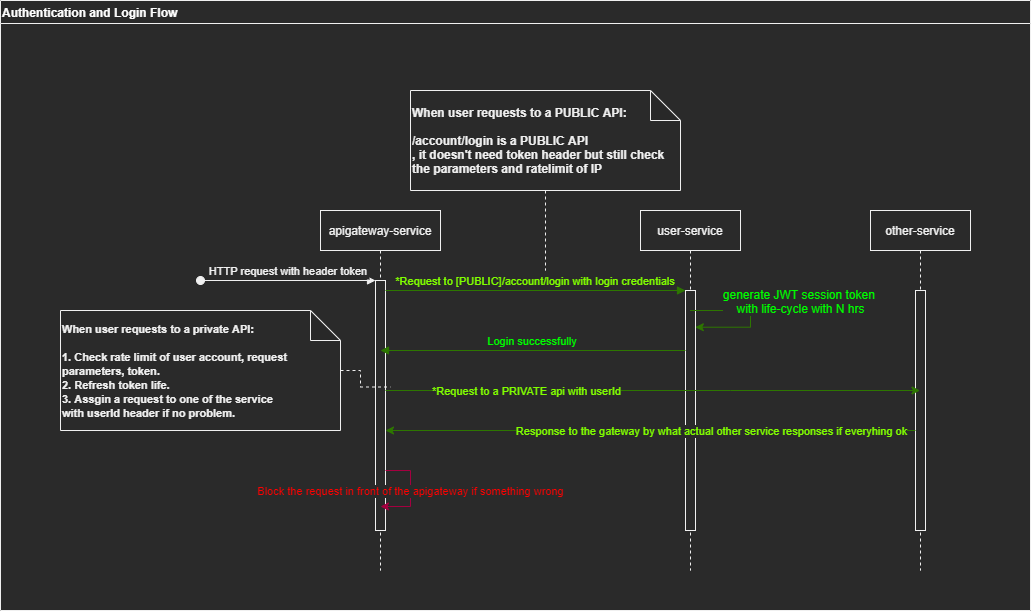 Authentication and Login Flow
When user requests to a PUBLIC API:
/account/login is a PUBLIC API
, it doesn't need token header but still check
the parameters and ratelimit of IP
apigateway-service
user-service
other-service
HTTP request with header token
*Request to [PUBLIC]/account/login with login credentials
generate JWT session token
with life-cycle with N hrs
When user requests to a private API:
1. Check rate limit of user account, request
parameters, token.
2. Refresh token life.
3. Assgin a request to one of the service
with userId header if no problem.
Login successfully
*Request to a PRIVATE api with userId
Response to the gateway by what actual other service responses if everyhing ok
Block the request in front of the apigateway if something wrong